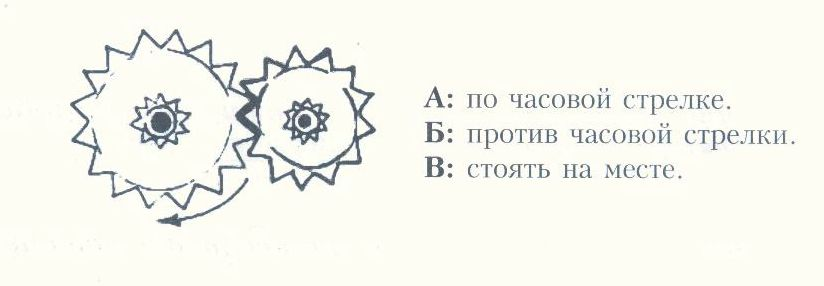 А: по часовой стрелке.
Б: против часовой стрелки.
В: стоять на месте.